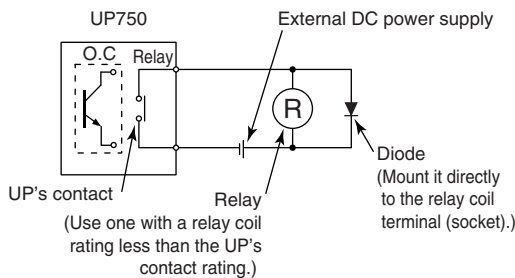 UP750
External DC power supply
O.C
Relay
R
Diode
(Mount it directly
to the relay coil
terminal (socket).)
UP's contact
Relay
(Use one with a relay coil
rating less than the UP's
contact rating.)